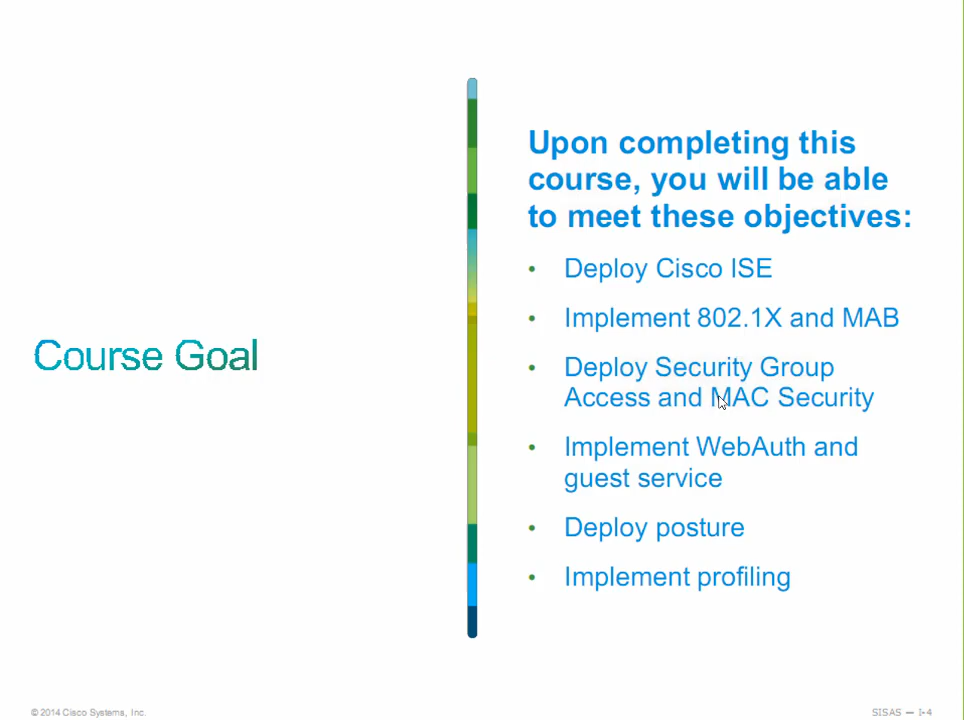 Course Goal
Upon completing this
course, you will be able
to meet these objectives:
• Deploy Cisco ISE
• Implement 802.1X and MAB
• Deploy Security Group
Access and MAC Security
• Implement WebAuth and
guest service
• Deploy posture
• Implement profiling
© 2014 Cisco Systems, Inc.
SISAS — I-4